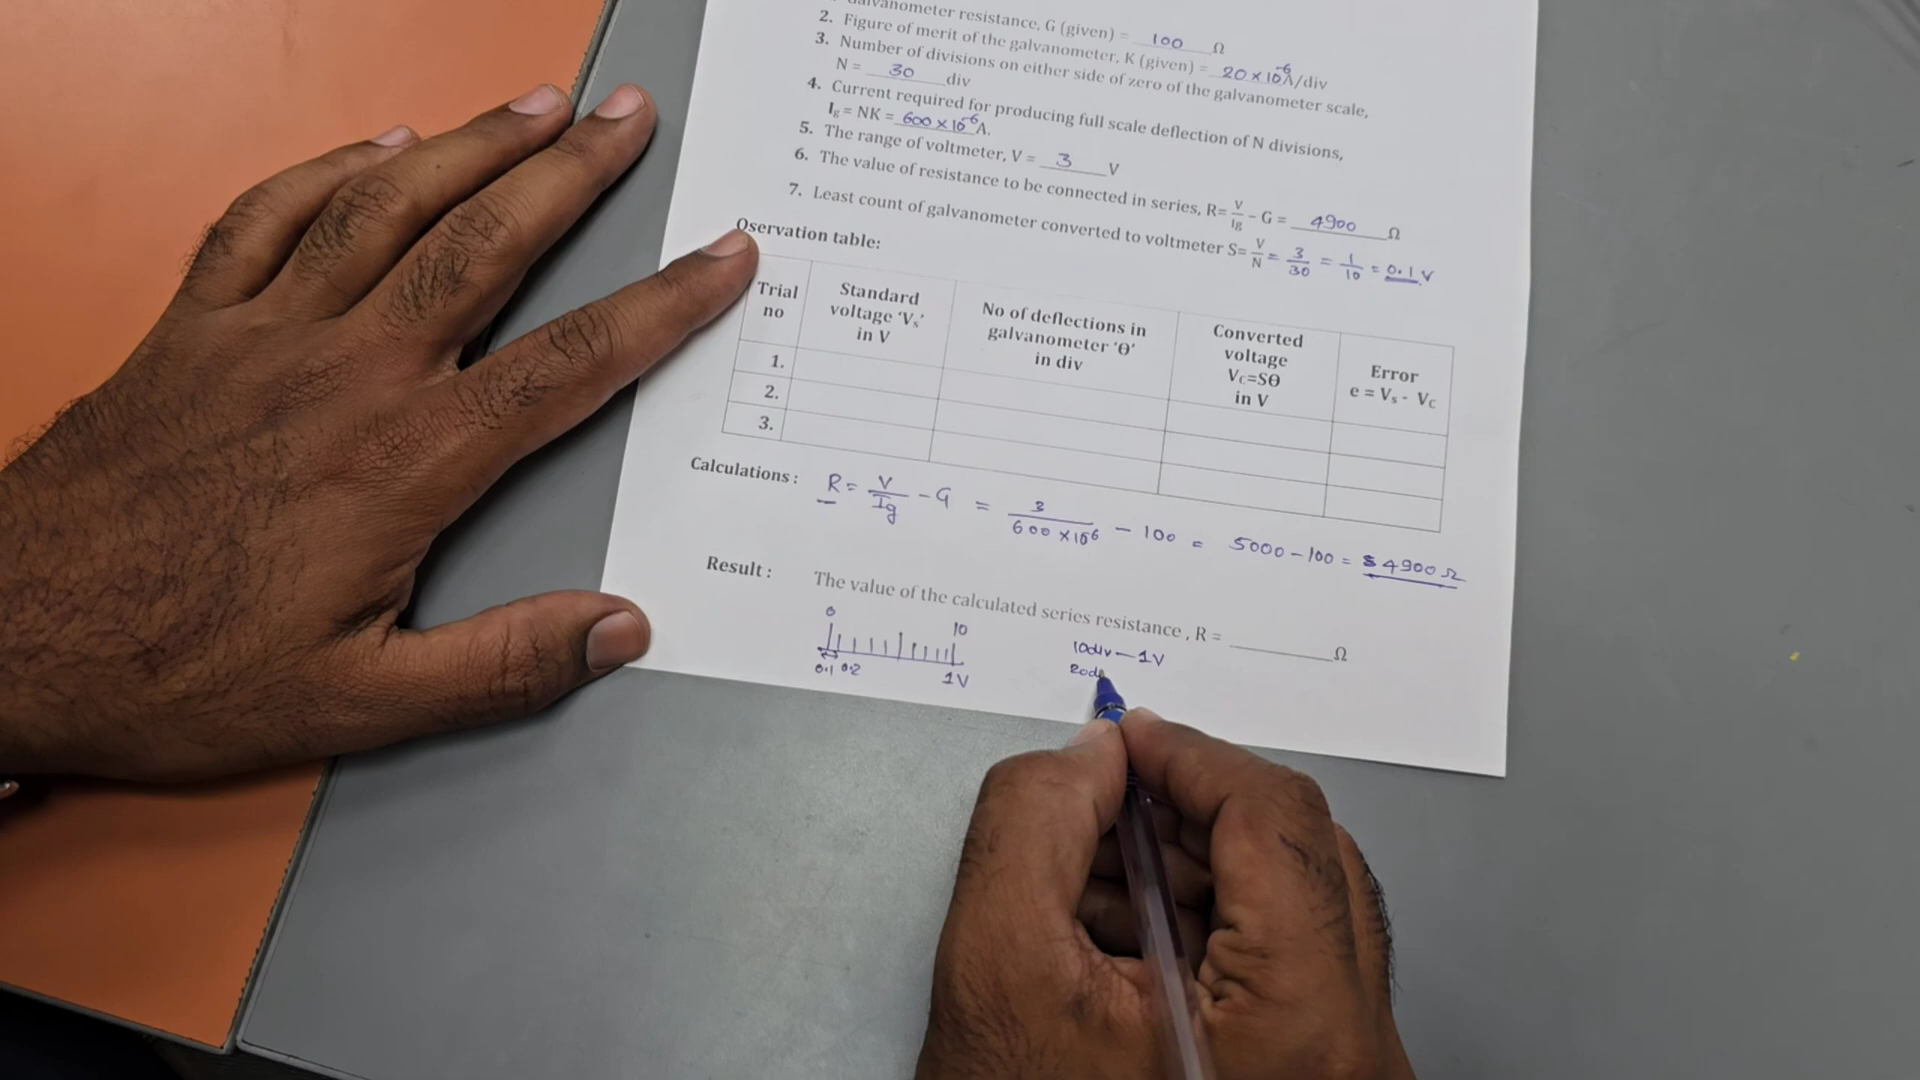 Galvanometer resistance, G (given) = 100 Ω
2. Figure of merit of the galvanometer, K (given) = 20 × 10⁻⁶A/div
3. Number of divisions on either side of zero of the galvanometer scale,
N = 30 div
4. Current required for producing full scale deflection of N divisions,
Ig = NK = 600 × 10⁻⁶ A.
5. The range of voltmeter, V = 3 V
6. The value of resistance to be connected in series, R= V/Ig - G = 4900 Ω
7. Least count of galvanometer converted to voltmeter S= V/N = 3/30 = 1/10 = 0.1 V
Oservation table:
Trial no | Standard voltage ‘Vs’ in V | No of deflections in galvanometer ‘Θ’ in div | Converted voltage VC=SΘ in V | Error e = Vs - VC
1.
2.
3.
Calculations : R = V/Ig - G = 3/600 × 10⁻⁶ - 100 = 5000 - 100 = 4900 Ω
Result : The value of the calculated series resistance , R = Ω
0 10
0.1 0.2 1V
10div — 1V
20di